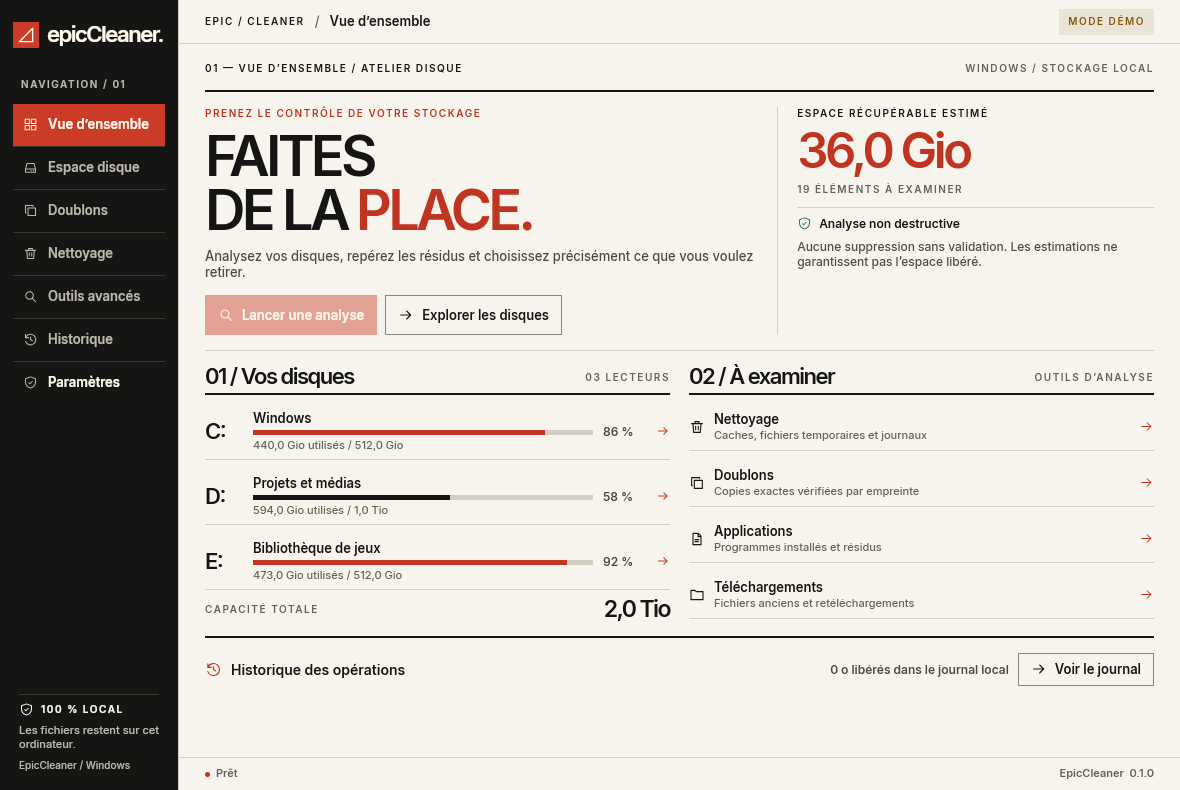 epicCleaner.
NAVIGATION / 01
Vue d’ensemble
Espace disque
Doublons
Nettoyage
Outils avancés
Historique
Paramètres
100 % LOCAL
Les fichiers restent sur cet
ordinateur.
EpicCleaner / Windows
EPIC / CLEANER / Vue d’ensemble
MODE DÉMO
01 — VUE D’ENSEMBLE / ATELIER DISQUE
WINDOWS / STOCKAGE LOCAL
PRENEZ LE CONTRÔLE DE VOTRE STOCKAGE
FAITES
DE LA PLACE.
Analysez vos disques, repérez les résidus et choisissez précisément ce que vous voulez
retirer.
Lancer une analyse
Explorer les disques
ESPACE RÉCUPÉRABLE ESTIMÉ
36,0 Gio
19 ÉLÉMENTS À EXAMINER
Analyse non destructive
Aucune suppression sans validation. Les estimations ne
garantissent pas l’espace libéré.
01 / Vos disques
03 LECTEURS
C:
Windows
86 %
440,0 Gio utilisés / 512,0 Gio
D:
Projets et médias
58 %
594,0 Gio utilisés / 1,0 Tio
E:
Bibliothèque de jeux
92 %
473,0 Gio utilisés / 512,0 Gio
CAPACITÉ TOTALE
2,0 Tio
02 / À examiner
OUTILS D’ANALYSE
Nettoyage
Caches, fichiers temporaires et journaux
Doublons
Copies exactes vérifiées par empreinte
Applications
Programmes installés et résidus
Téléchargements
Fichiers anciens et retéléchargements
Historique des opérations
0 o libérés dans le journal local
Voir le journal
Prêt
EpicCleaner 0.1.0